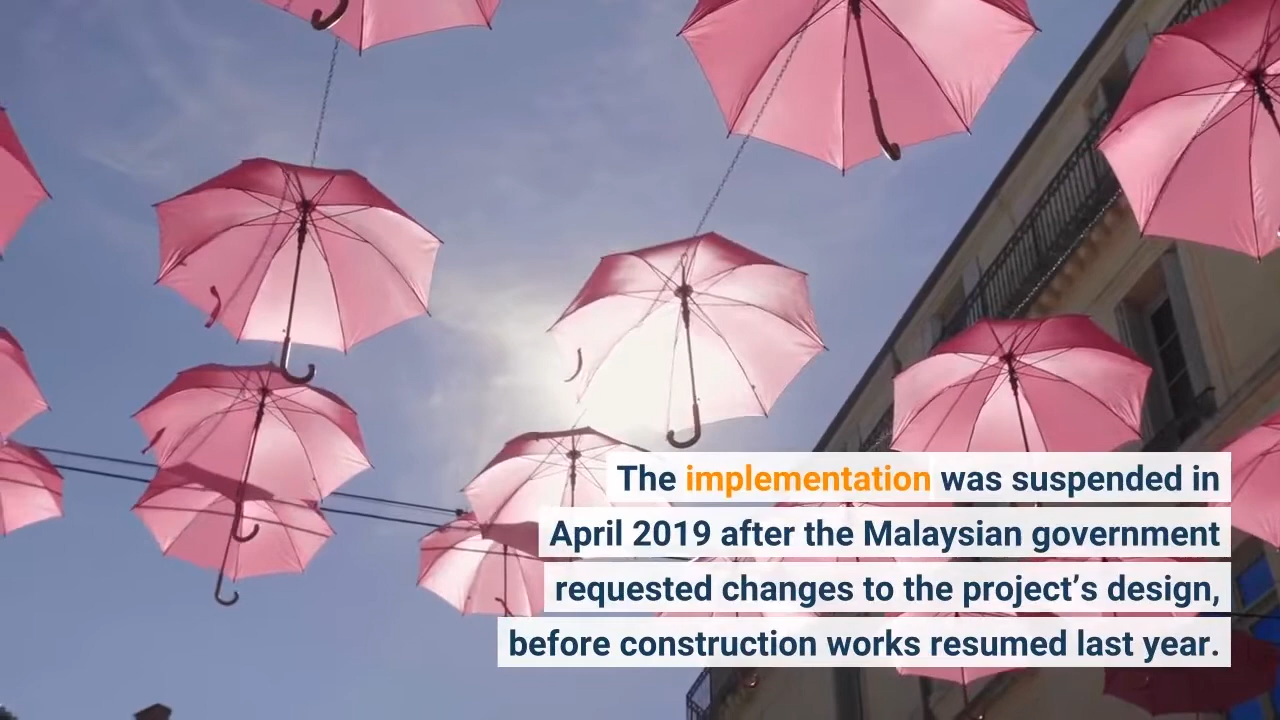 The implementation was suspended in
April 2019 after the Malaysian government
requested changes to the project’s design,
before construction works resumed last year.